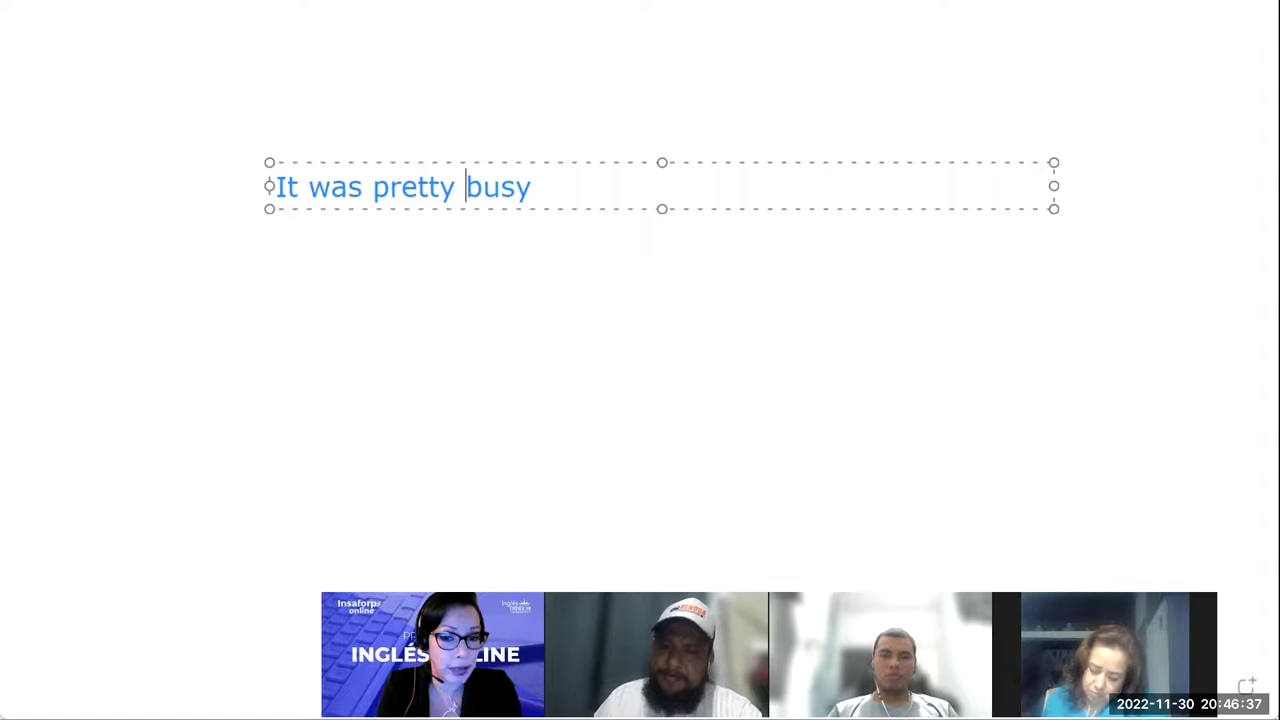 It was pretty busy
Insaforp
online
INGLÉS
LINE
2022-11-30 20:46:37